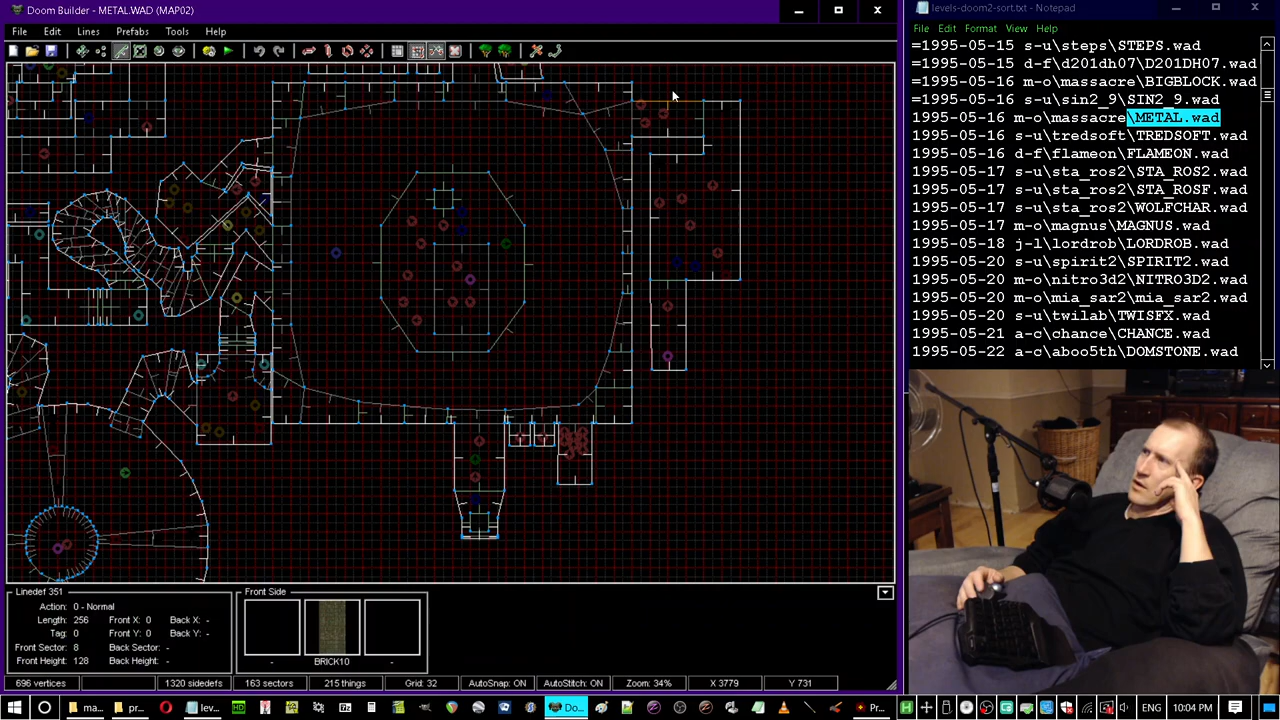 Doom Builder - METAL.WAD (MAP02)
File Edit Lines Prefabs Tools Help
Linedef 351
Action: 0 - Normal
Length: 256 Front X: 0 Back X: -
Tag: 0 Front Y: 0 Back Y: -
Front Sector: 8 Back Sector: -
Front Height: 128 Back Height: -
Front Side
- BRICK10 -
696 vertices 1320 sidedefs 163 sectors 215 things Grid: 32 AutoSnap: ON AutoStitch: ON Zoom: 34% X 3779 Y 731
levels-doom2-sort.txt - Notepad
File Edit Format View Help
=1995-05-15 s-u\steps\STEPS.wad
=1995-05-15 d-f\d201dh07\D201DH07.wad
=1995-05-16 m-o\massacre\BIGBLOCK.wad
=1995-05-16 s-u\sin2_9\SIN2_9.wad
1995-05-16 m-o\massacre\METAL.wad
1995-05-16 s-u\tredsoft\TREDSOFT.wad
1995-05-16 d-f\flameon\FLAMEON.wad
1995-05-17 s-u\sta_ros2\STA_ROS2.wad
1995-05-17 s-u\sta_ros2\STA_ROSF.wad
1995-05-17 s-u\sta_ros2\WOLFCHAR.wad
1995-05-17 m-o\magnus\MAGNUS.wad
1995-05-18 j-l\lordrob\LORDROB.wad
1995-05-20 s-u\spirit2\SPIRIT2.wad
1995-05-20 m-o\nitro3d2\NITRO3D2.wad
1995-05-20 m-o\mia_sar2\mia_sar2.wad
1995-05-20 s-u\twilab\TWISFX.wad
1995-05-21 a-c\chance\CHANCE.wad
1995-05-22 a-c\aboo5th\DOMSTONE.wad
ma... pr... lev... Do... Pr... ENG 10:04 PM